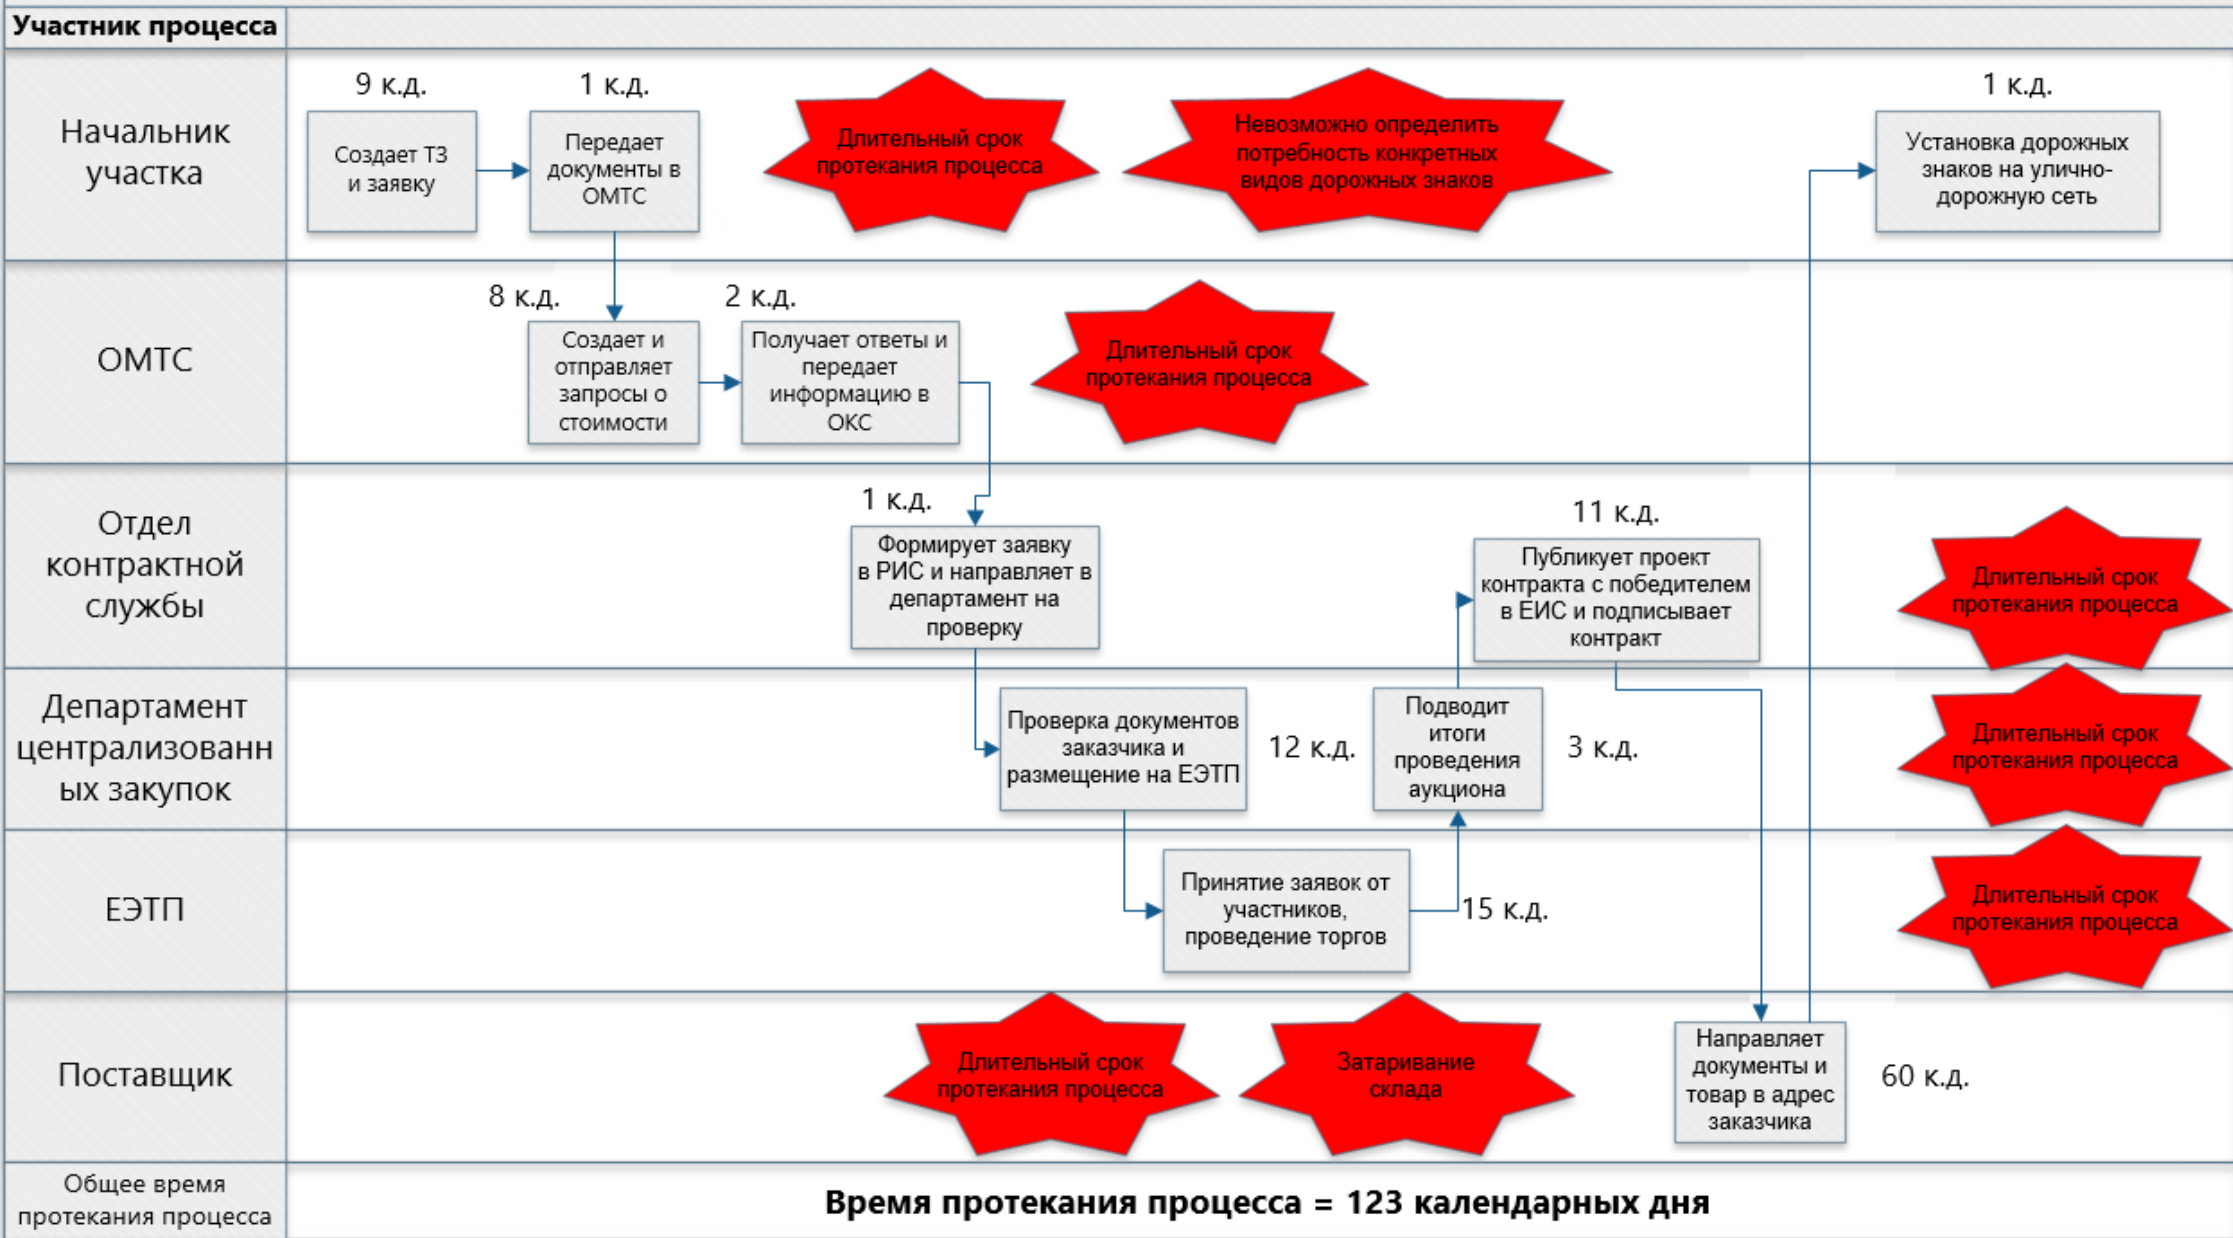 Участник процесса
Начальник
участка
9 к.д.
Создает ТЗ
и заявку
1 к.д.
Передает
документы в
ОМТС
Длительный срок
протекания процесса
Невозможно определить
потребность конкретных
видов дорожных знаков
1 к.д.
Установка дорожных
знаков на улично-
дорожную сеть
ОМТС
8 к.д.
Создает и
отправляет
запросы о
стоимости
2 к.д.
Получает ответы и
передает
информацию в
ОКС
Длительный срок
протекания процесса
Отдел
контрактной
службы
1 к.д.
Формирует заявку
в РИС и направляет в
департамент на
проверку
11 к.д.
Публикует проект
контракта с победителем
в ЕИС и подписывает
контракт
Длительный срок
протекания процесса
Департамент
централизованн
ых закупок
Проверка документов
заказчика и
размещение на ЕЭТП
12 к.д.
Подводит
итоги
проведения
аукциона
3 к.д.
Длительный срок
протекания процесса
ЕЭТП
Принятие заявок от
участников,
проведение торгов
15 к.д.
Длительный срок
протекания процесса
Поставщик
Длительный срок
протекания процесса
Затаривание
склада
Направляет
документы и
товар в адрес
заказчика
60 к.д.
Общее время
протекания процесса
Время протекания процесса = 123 календарных дня